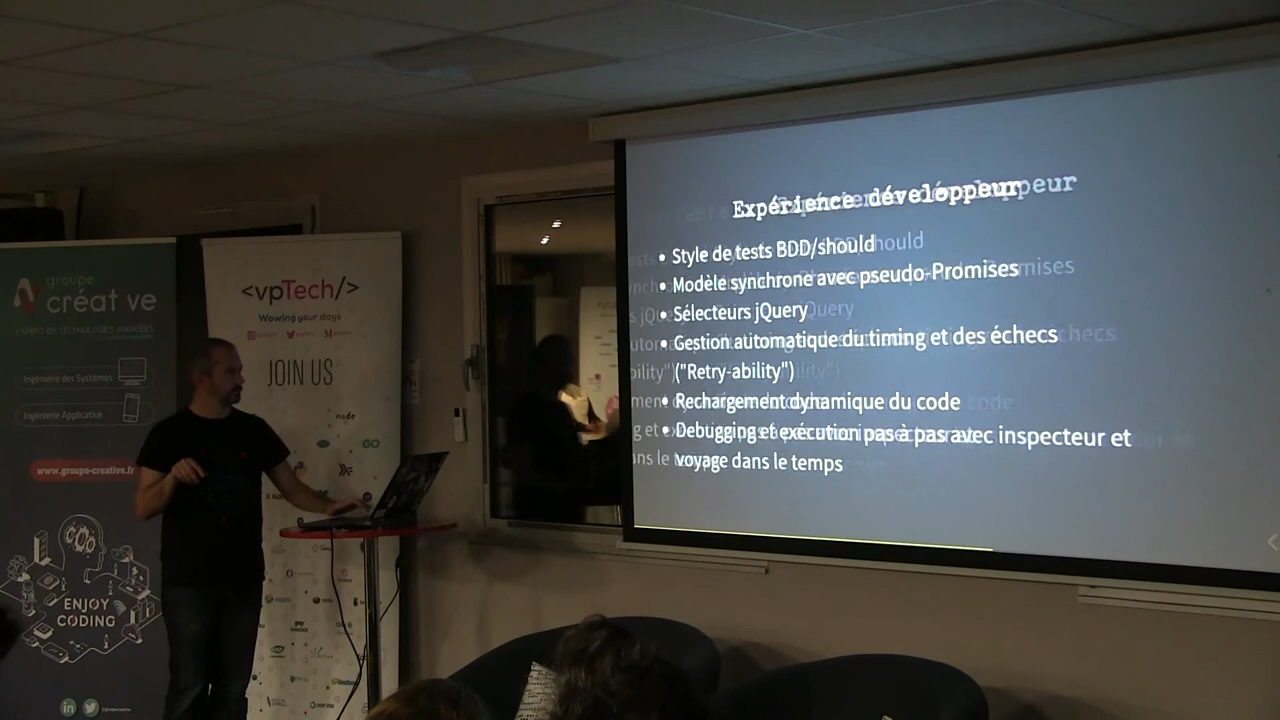 groupe
créat ve
EXPERT EN TECHNOLOGIES AVANCÉES
Ingénierie des Systèmes
Ingénierie Applicative
www.groupe-creative.fr
ENJOY
CODING
<vpTech/>
Wowing your days
JOIN US
node
GO
Expérience développeur
• Style de tests BDD/should
• Modèle synchrone avec pseudo-Promises
• Sélecteurs jQuery
• Gestion automatique du timing et des échecs
("Retry-ability")
• Rechargement dynamique du code
• Debugging et exécution pas à pas avec inspecteur et
voyage dans le temps